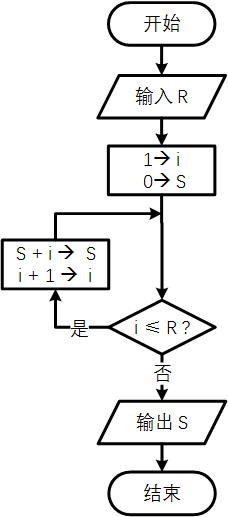 开始
输入 R
1→ i
0→ S
S + i → S
i + 1 → i
i ≤ R ?
是
否
输出 S
结束